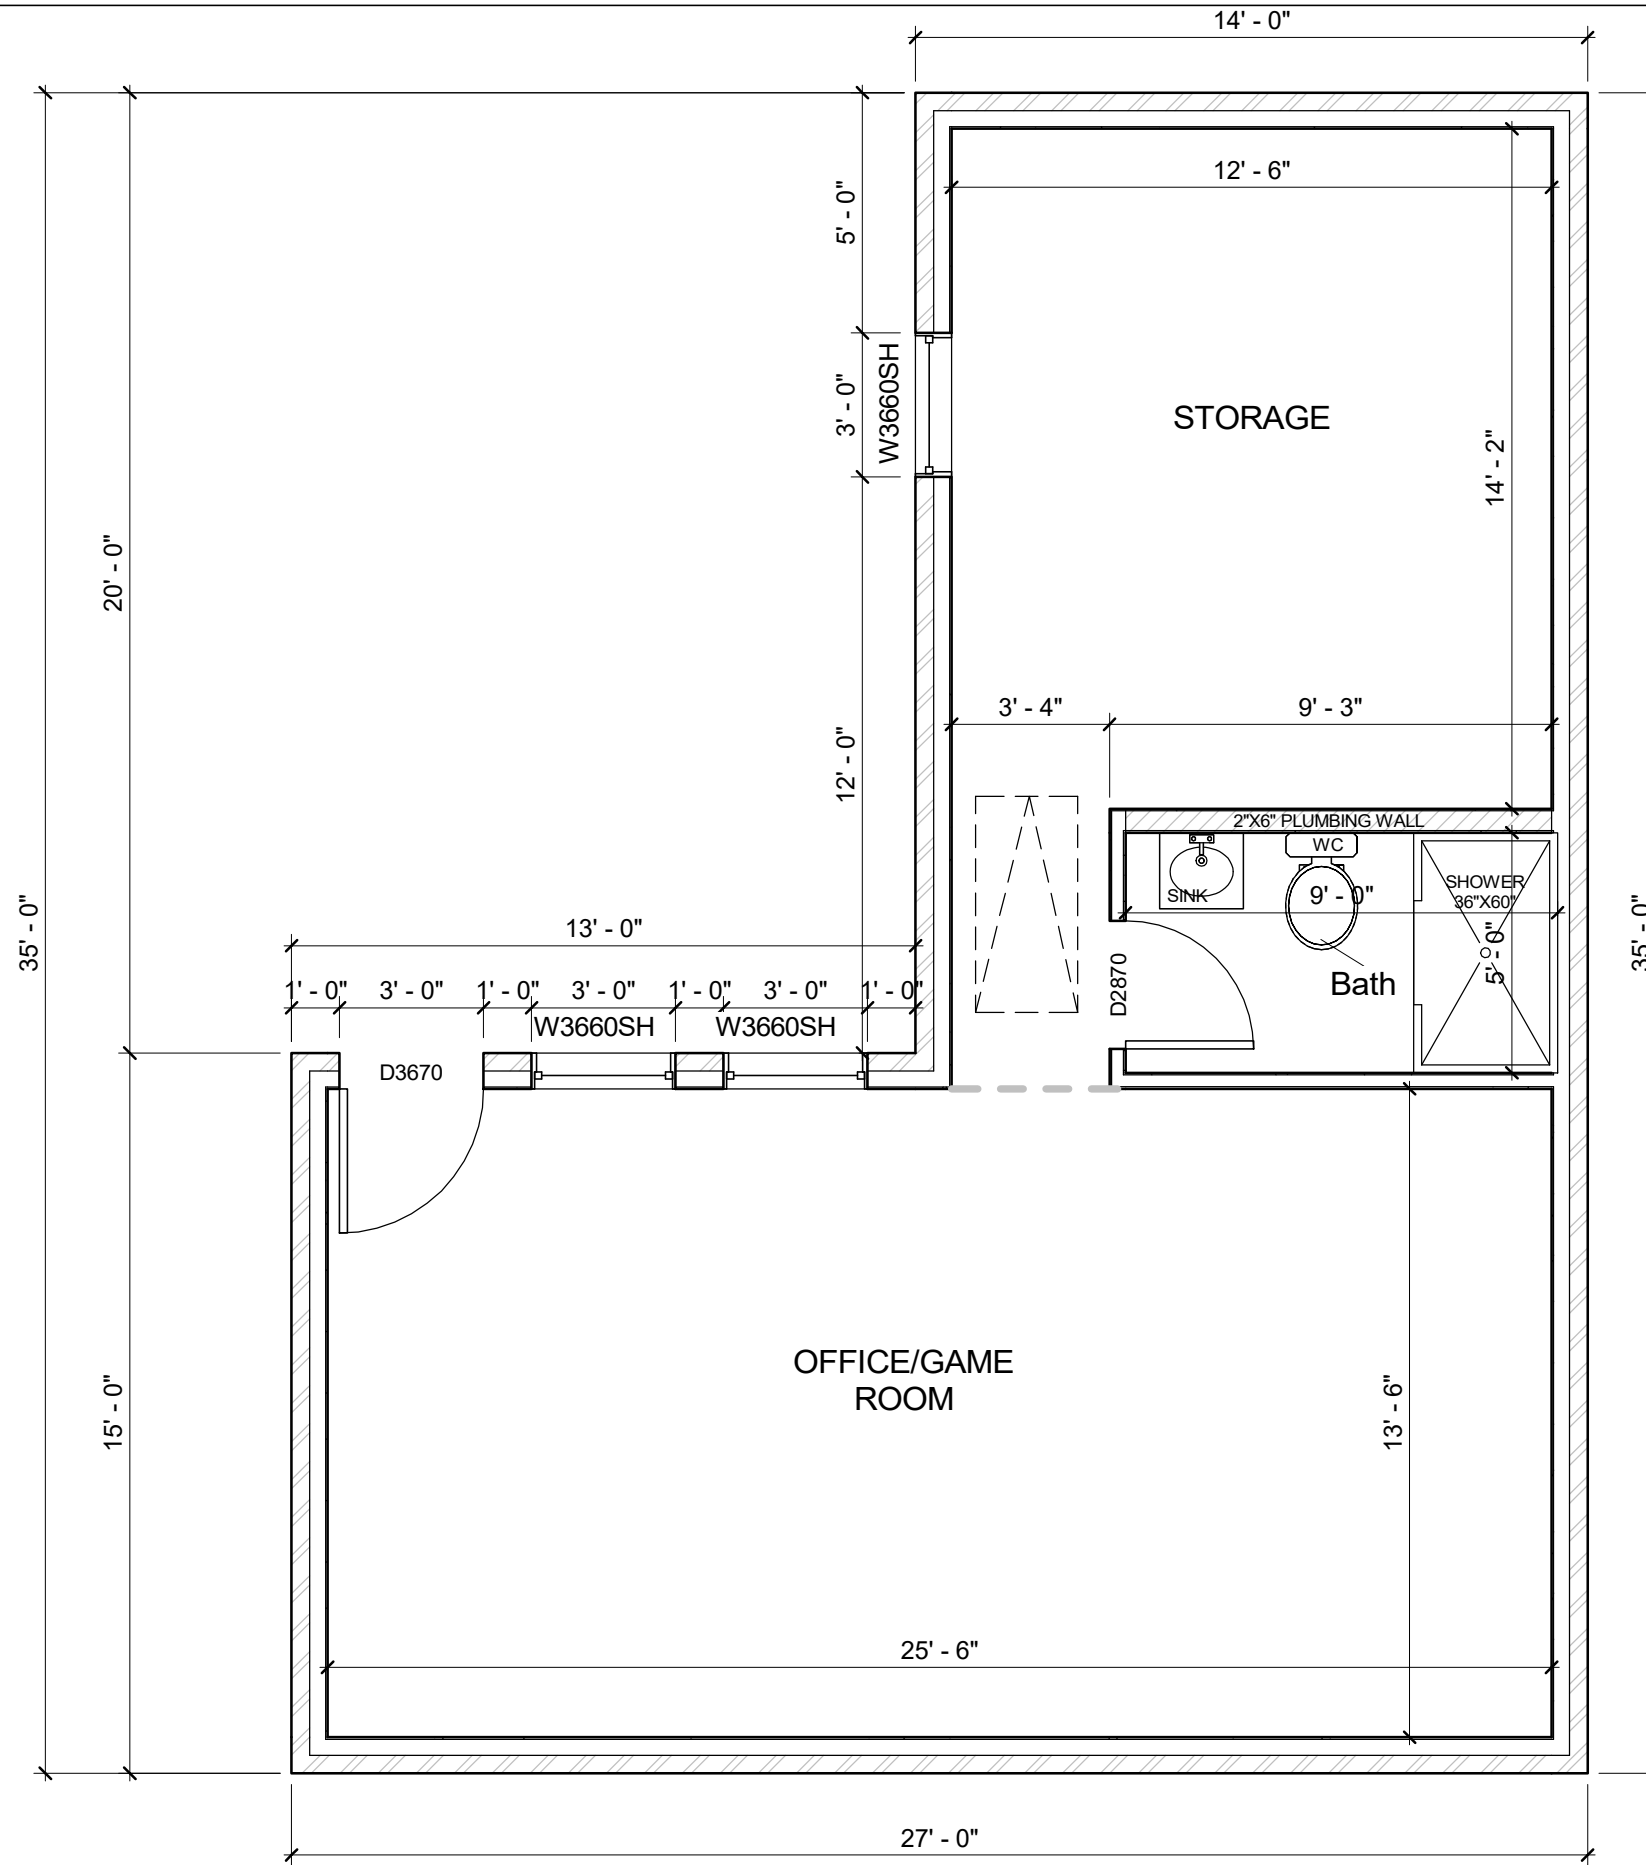 14' - 0"
12' - 6"
5' - 0"
3' - 0"
W3660SH
STORAGE
14' - 2"
20' - 0"
3' - 4"
9' - 3"
12' - 0"
2"X6" PLUMBING WALL
WC
SINK
9' - 0"
SHOWER
36"X60"
5' - 0"
35' - 0"
35' - 0"
13' - 0"
D2870
Bath
1' - 0"
3' - 0"
1' - 0"
3' - 0"
1' - 0"
3' - 0"
1' - 0"
W3660SH
W3660SH
D3670
OFFICE/GAME
ROOM
15' - 0"
13' - 6"
25' - 6"
27' - 0"